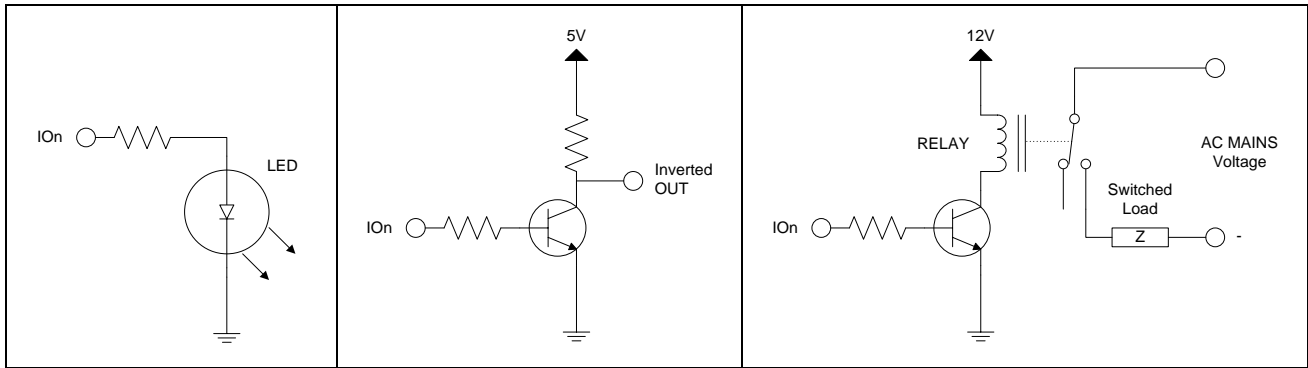 IOn
LED
5V
IOn
Inverted
OUT
12V
RELAY
IOn
AC MAINS
Voltage
Switched
Load
Z
-